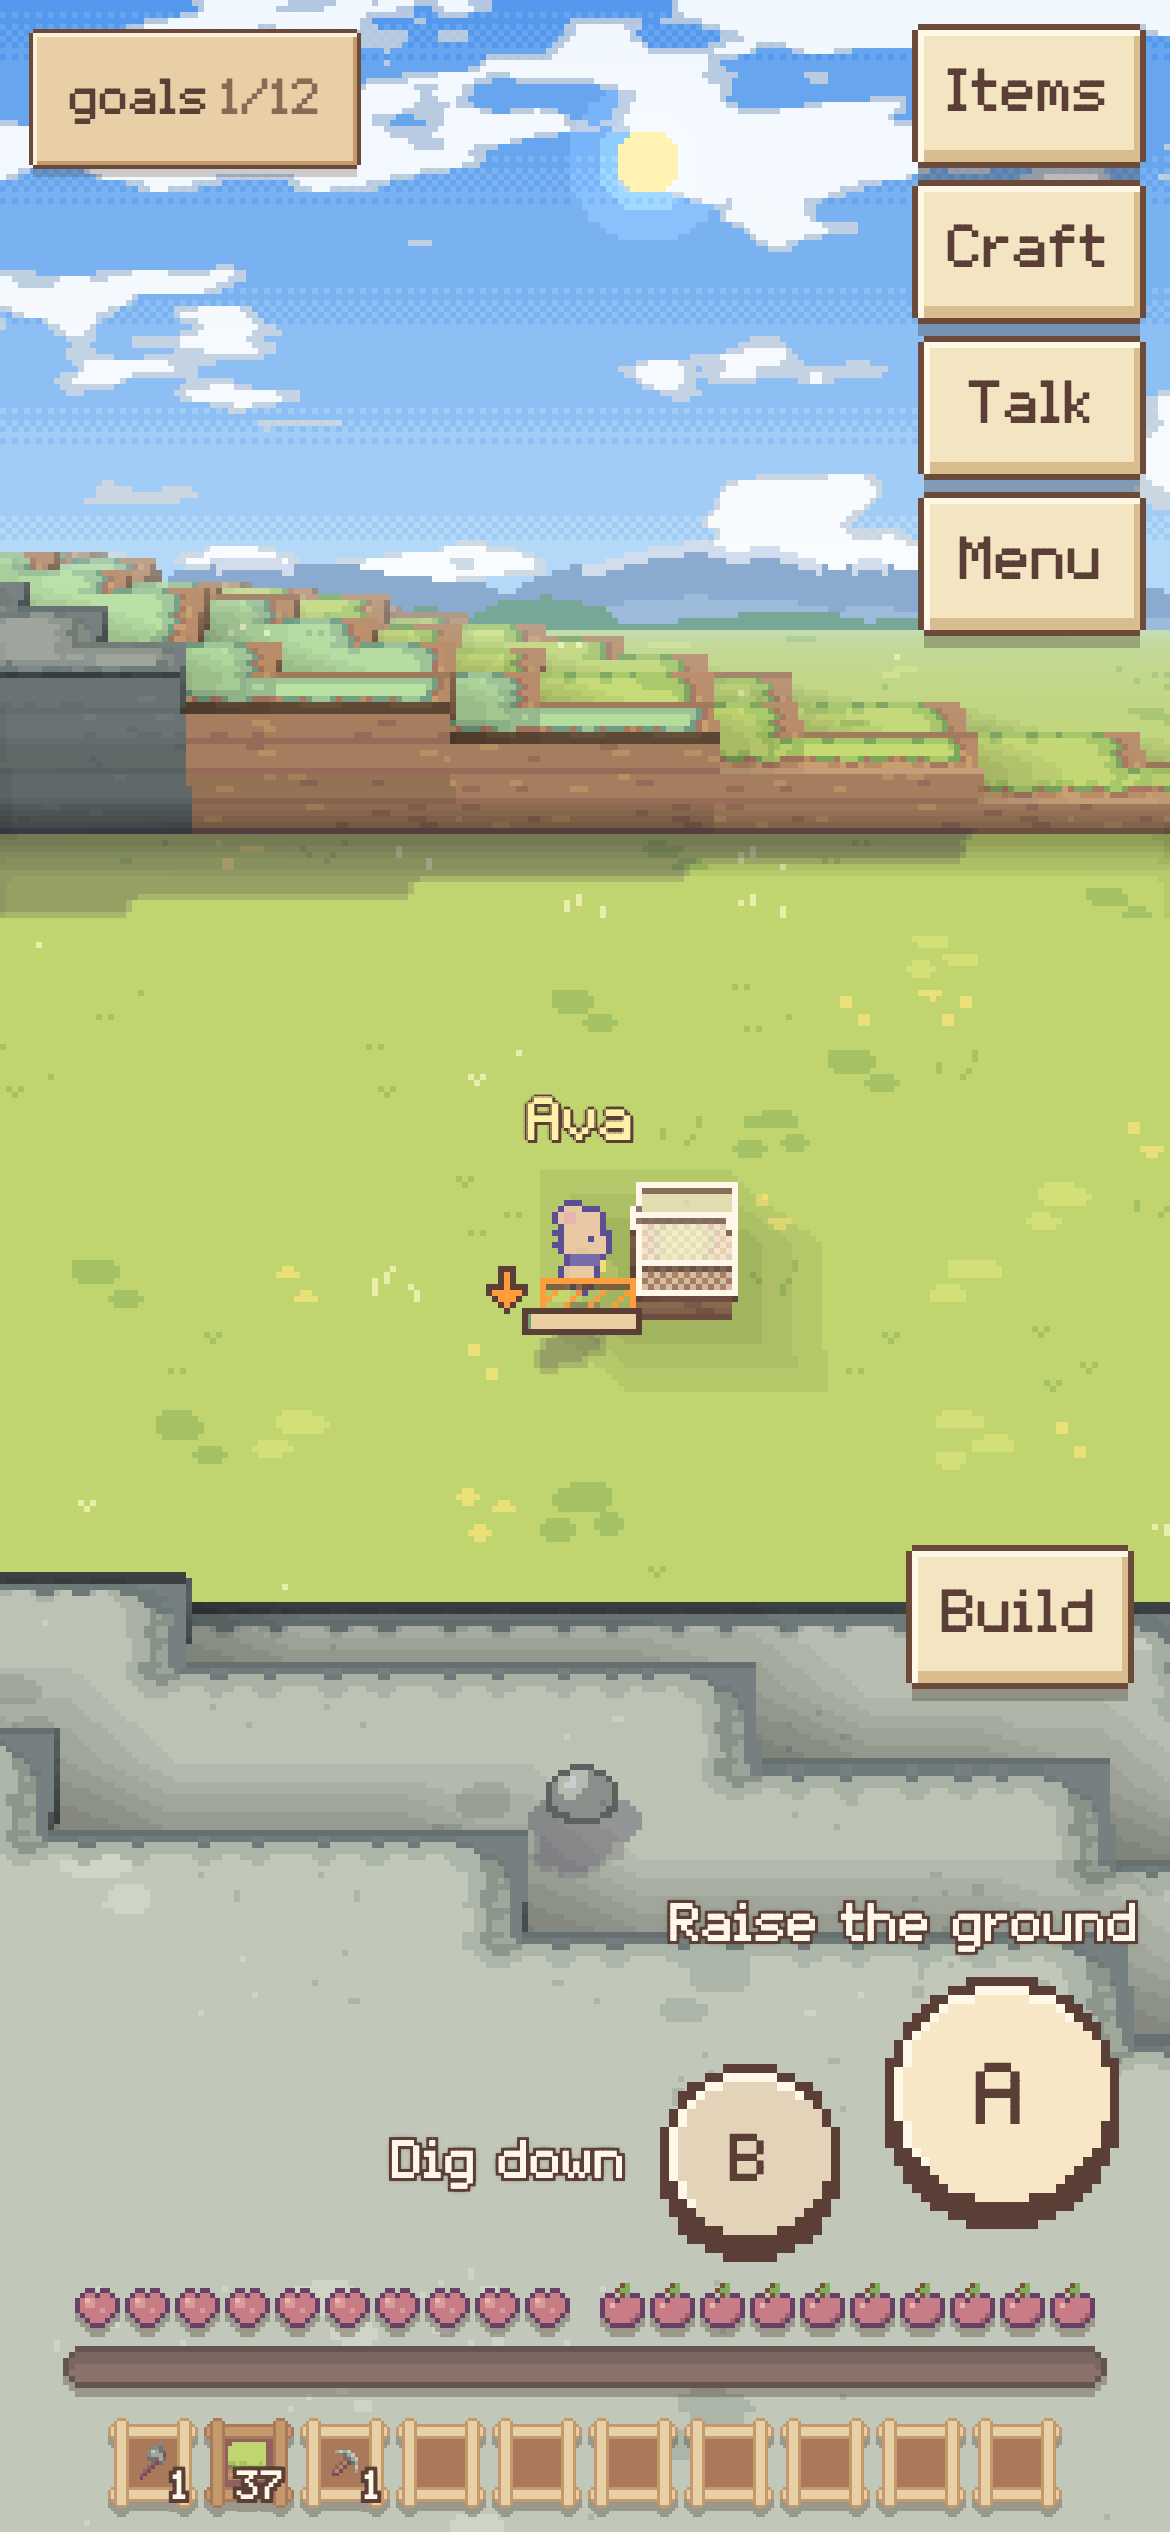 goals 1/12
Items
Craft
Talk
Menu
Ava
Build
Raise the ground
A
Dig down
B
1
37
1